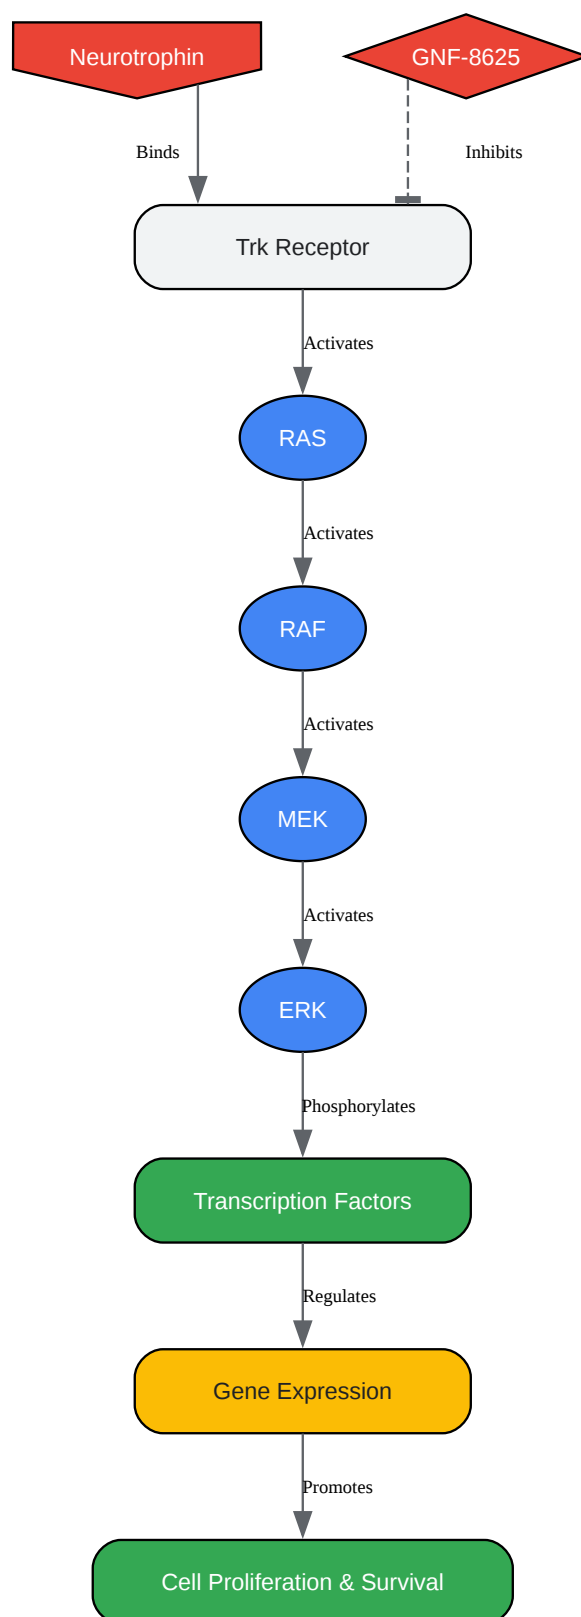 Neurotrophin
GNF-8625
Binds
Inhibits
Trk Receptor
Activates
RAS
Activates
RAF
Activates
MEK
Activates
ERK
Phosphorylates
Transcription Factors
Regulates
Gene Expression
Promotes
Cell Proliferation & Survival